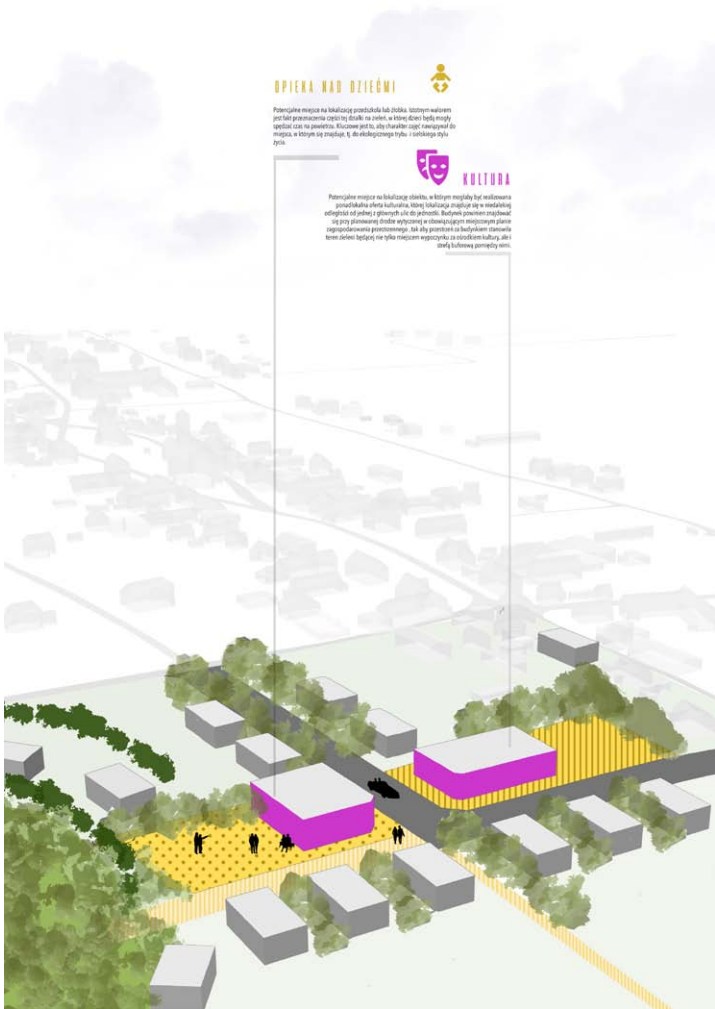 OPIEKA NAD DZIEĆMI
Potencjalne miejsce na lokalizację przedszkola lub żłobka. Istotnym walorem
jest fakt przeznaczenia części tej działki na zieleń, w której dzieci będą mogły
spędzać czas na powietrzu. Kluczowe jest to, aby charakter zajęć nawiązywał do
miejsca, w którym się znajduje, tj. do ekologicznego trybu i sielskiego stylu
życia.
KULTURA
Potencjalne miejsce na lokalizację obiektu, w którym mogłaby być realizowana
ponadlokalna oferta kulturalna, której lokalizacja znajduje się w niedalekiej
odległości od jednej z głównych ulic do jednostki. Budynek powinien znajdować
się przy planowanej drodze wytyczonej w obowiązującym miejscowym planie
zagospodarowania przestrzennego, tak aby przestrzeń za budynkiem stanowiła
teren zieleni będącej nie tylko miejscem wypoczynku za ośrodkiem kultury, ale i
strefą buforową pomiędzy nimi.